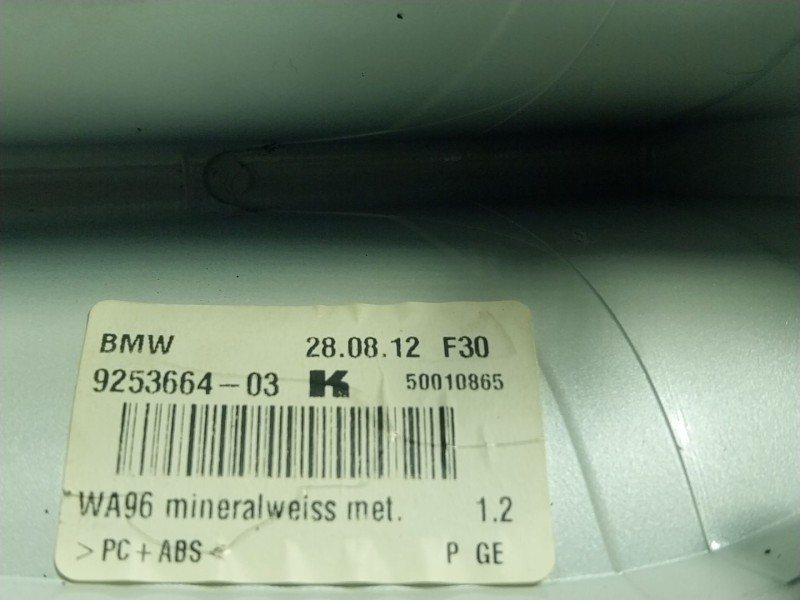 BMW 28.08.12 F30
9253664-03 K 50010865
WA96 mineralweiss met. 1.2
>PC+ABS< P GE